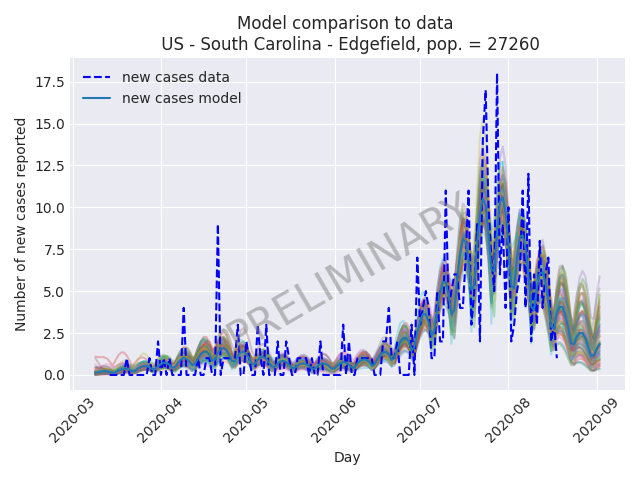 Model comparison to data
US - South Carolina - Edgefield, pop. = 27260
new cases data
new cases model
Number of new cases reported
17.5
15.0
12.5
10.0
7.5
5.0
2.5
0.0
PRELIMINARY
2020-03
2020-04
2020-05
2020-06
2020-07
2020-08
2020-09
Day